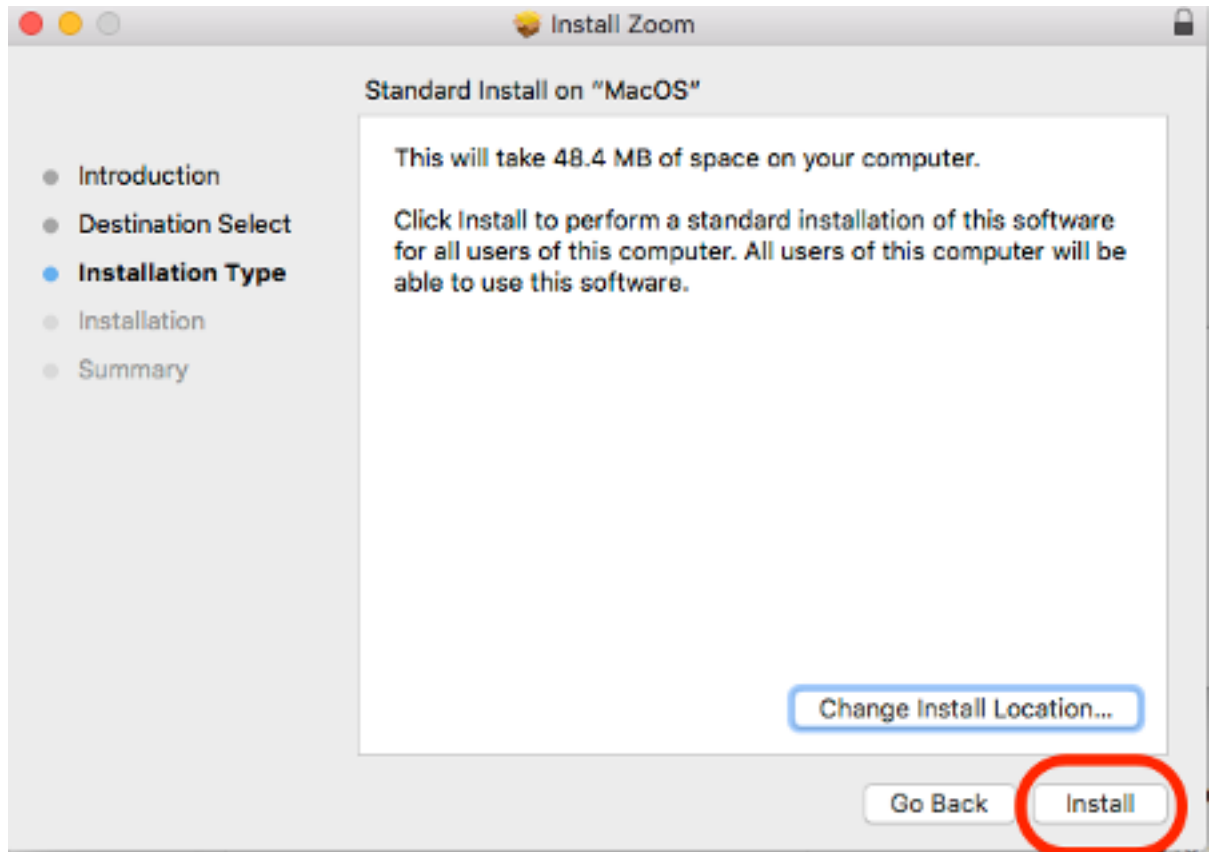 Install Zoom
Standard Install on "MacOS"
Introduction
Destination Select
Installation Type
Installation
Summary
This will take 48.4 MB of space on your computer.
Click Install to perform a standard installation of this software
for all users of this computer. All users of this computer will be
able to use this software.
Change Install Location...
Go Back
Install